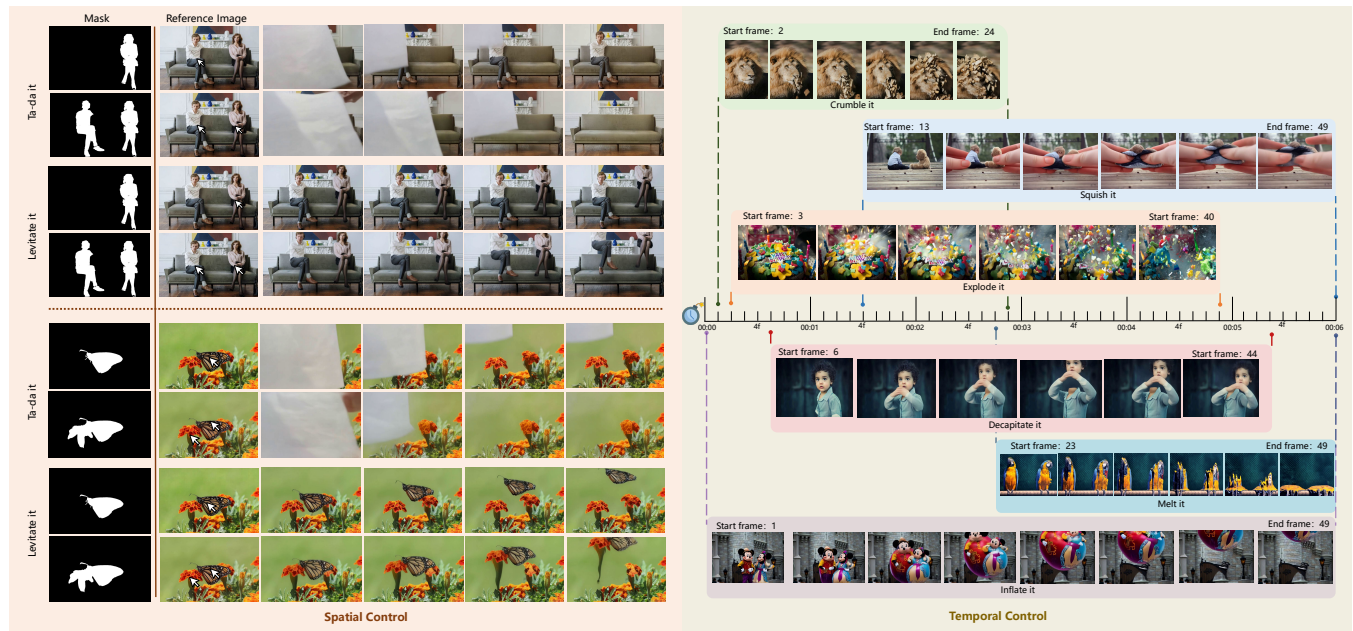 Mask
Reference Image
Ta-da it
Levitate it
Ta-da it
Levitate it
Spatial Control
Start frame: 2
End frame: 24
Crumble it
Start frame: 13
End frame: 49
Squish it
Start frame: 3
Start frame: 40
Explode it
00:00 4f 00:01 4f 00:02 4f 00:03 4f 00:04 4f 00:05 4f 00:06
Start frame: 6
Start frame: 44
Decapitate it
Start frame: 23
End frame: 49
Melt it
Start frame: 1
End frame: 49
Inflate it
Temporal Control